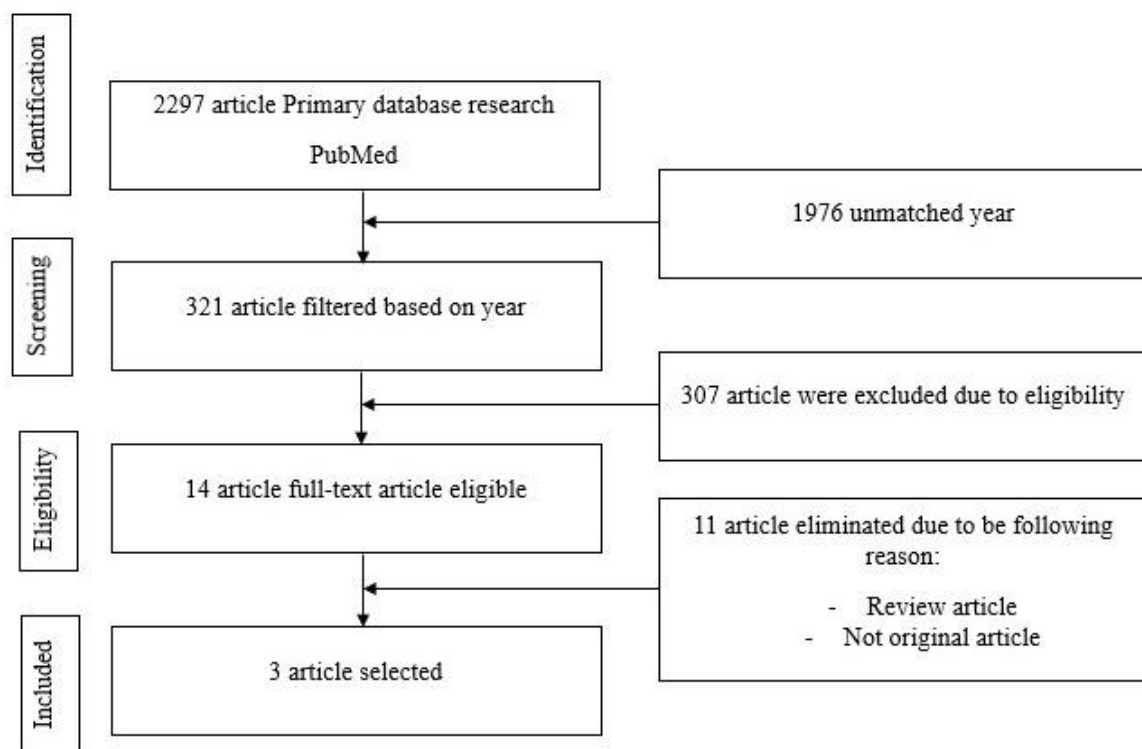 Identification
2297 article Primary database research
PubMed
1976 unmatched year
Screening
321 article filtered based on year
307 article were excluded due to eligibility
Eligibility
14 article full-text article eligible
11 article eliminated due to be following
reason:
- Review article
- Not original article
Included
3 article selected